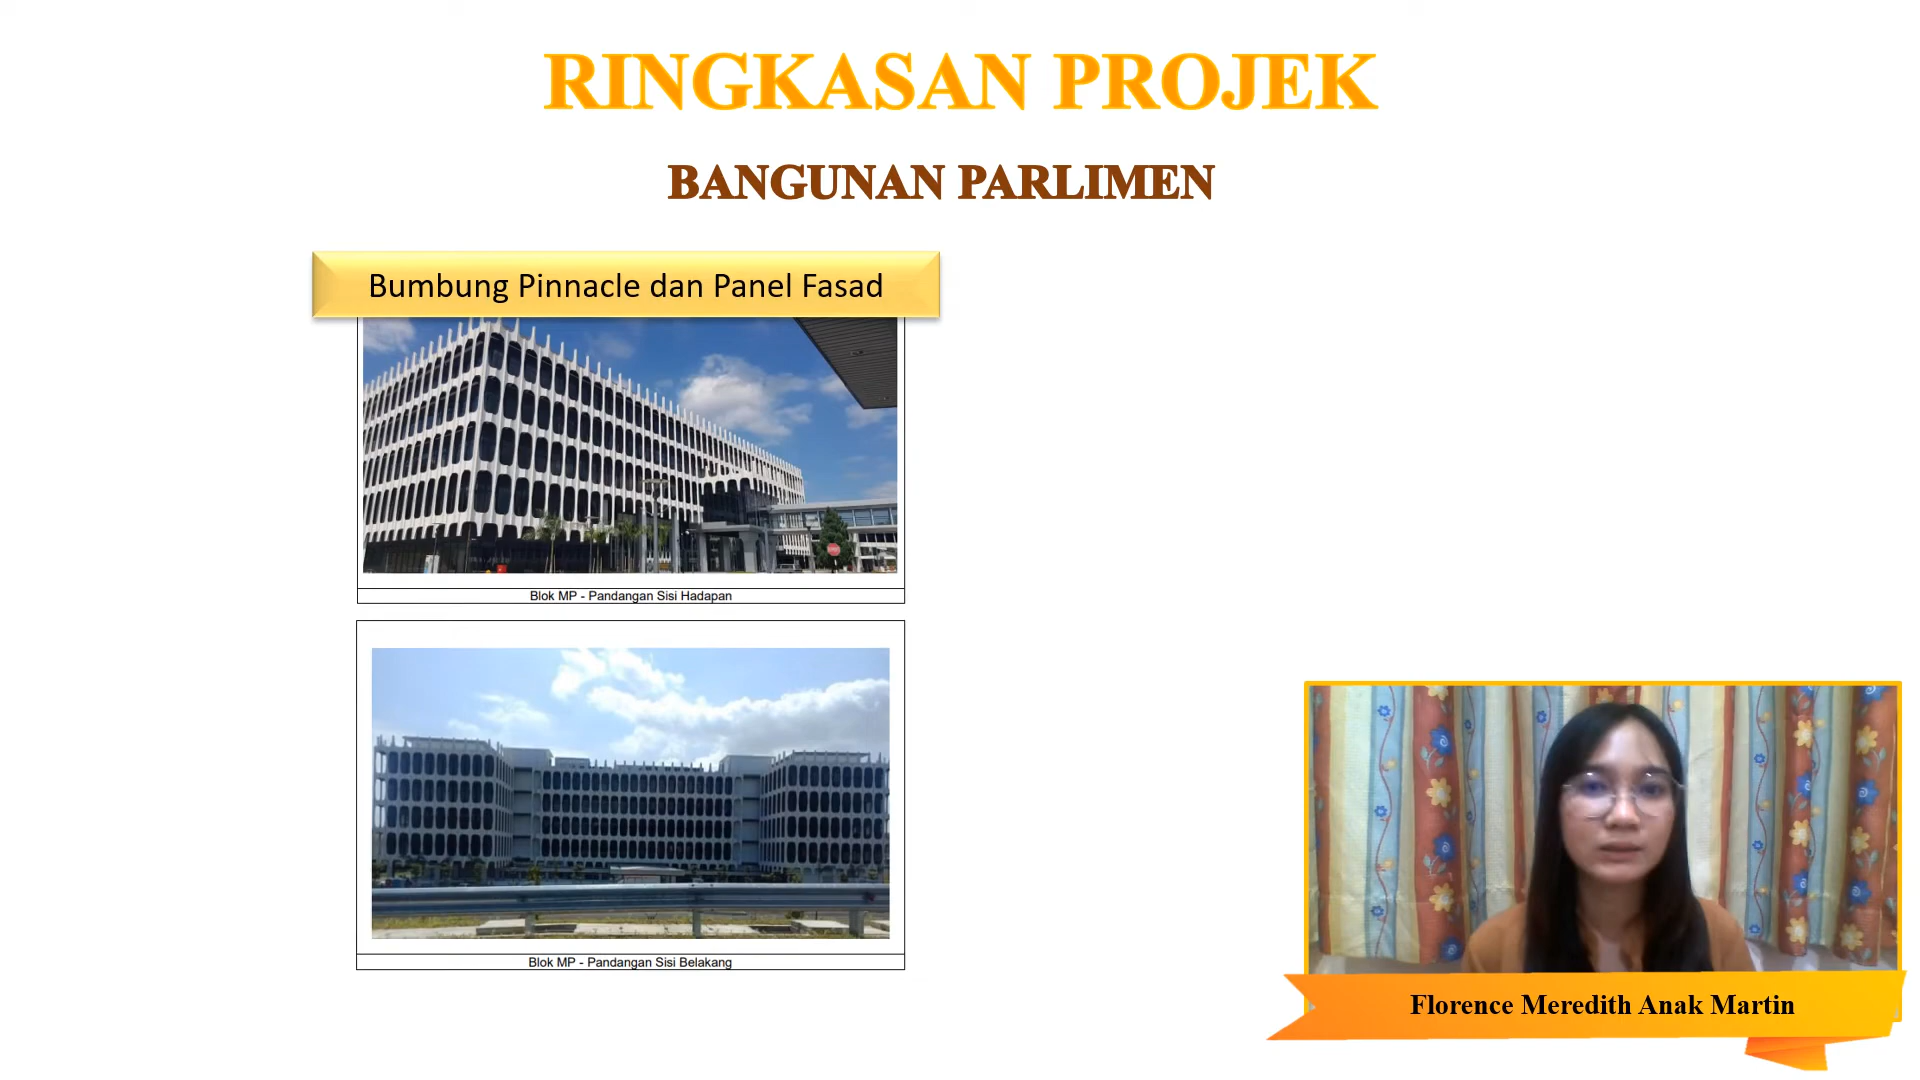 RINGKASAN PROJEK
BANGUNAN PARLIMEN
Bumbung Pinnacle dan Panel Fasad
Blok MP - Pandangan Sisi Hadapan
Blok MP - Pandangan Sisi Belakang
Florence Meredith Anak Martin